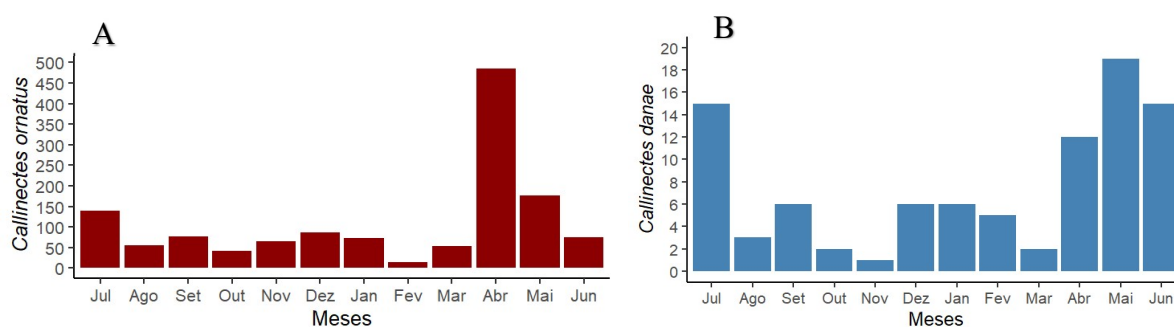 A
Callinectes ornatus
500
450
400
350
300
250
200
150
100
50
0
Jul Ago Set Out Nov Dez Jan Fev Mar Abr Mai Jun
Meses
B
Callinectes danae
20
18
16
14
12
10
8
6
4
2
0
Jul Ago Set Out Nov Dez Jan Fev Mar Abr Mai Jun
Meses